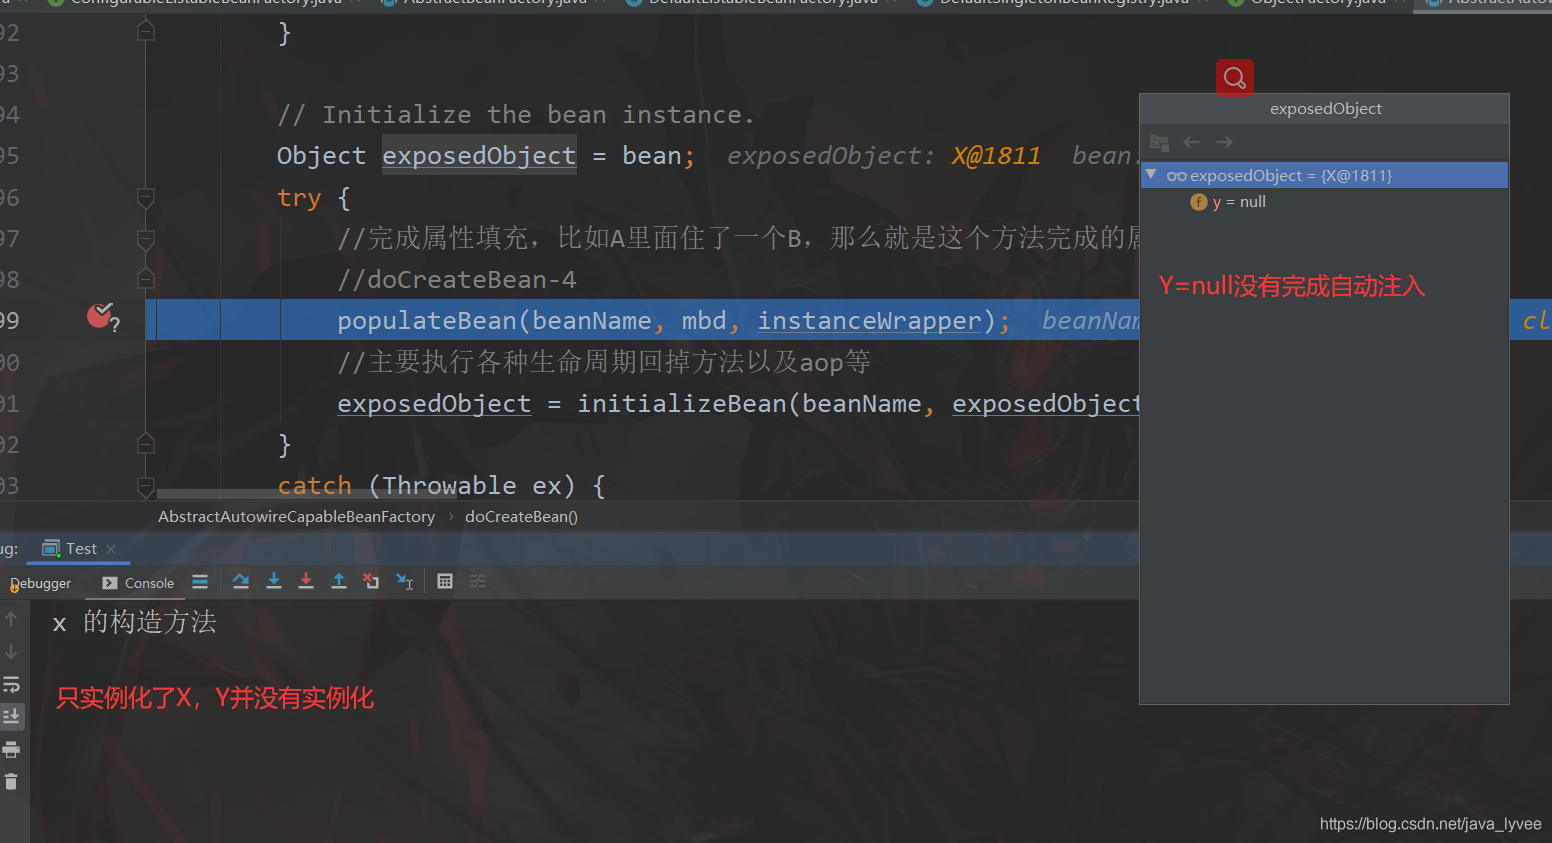 ConfigurableListableBeanFactory.java
AbstractBeanFactory.java
DefaultListableBeanFactory.java
DefaultSingletonBeanRegistry.java
ObjectFactory.java
92 }
93
94 // Initialize the bean instance.
95 Object exposedObject = bean; exposedObject: X@1811 bean:
96 try {
97 //完成属性填充，比如A里面住了一个B，那么就是这个方法完成的属
98 //doCreateBean-4
99 populateBean(beanName, mbd, instanceWrapper); beanNam cl
00 //主要执行各种生命周期回掉方法以及aop等
01 exposedObject = initializeBean(beanName, exposedObject
02 }
03 catch (Throwable ex) {
exposedObject
exposedObject = {X@1811}
f y = null
Y=null没有完成自动注入
AbstractAutowireCapableBeanFactory › doCreateBean()
ug: Test
Debugger Console
x 的构造方法
只实例化了X，Y并没有实例化
https://blog.csdn.net/java_lyvee